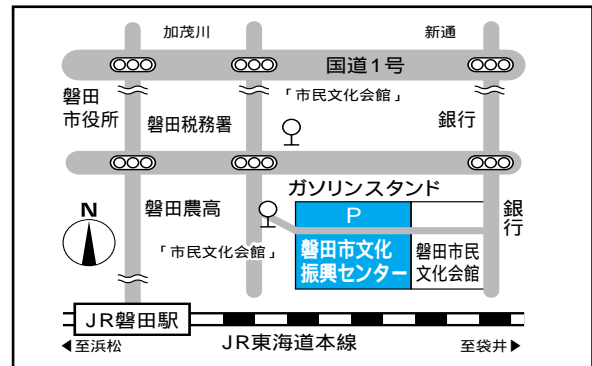 加茂川
新通
国道1号
磐田
市役所
磐田税務署
「市民文化会館」
銀行
ガソリンスタンド
N
磐田農高
P
銀行
「市民文化会館」
磐田市文化
振興センター
磐田市民
文化会館
JR磐田駅
◀至浜松
JR東海道本線
至袋井▶